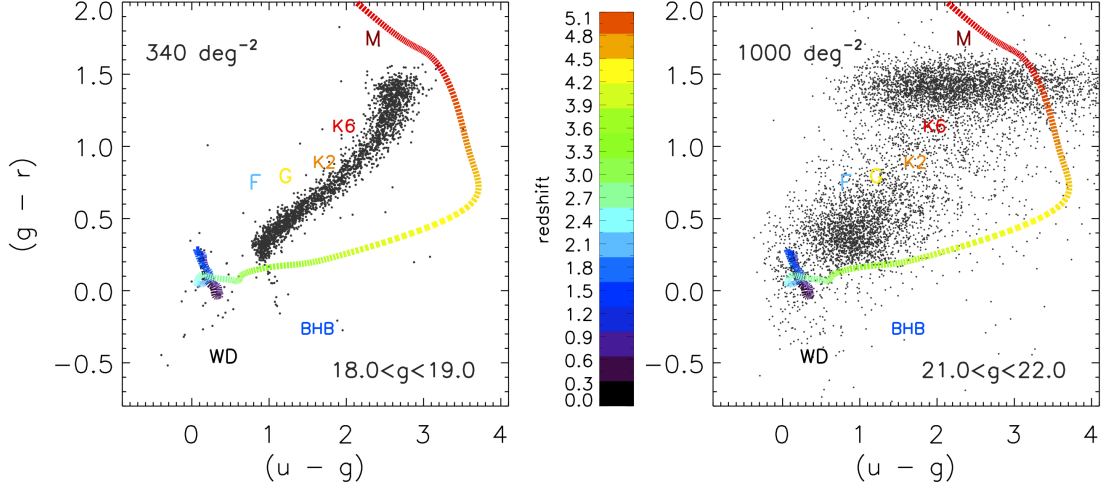 2.0
1.5
1.0
0.5
0.0
−0.5
(g − r)
340 deg⁻²
M
K6
K2
G
F
BHB
WD
18.0<g<19.0
0
1
2
3
4
(u − g)
redshift
5.1
4.8
4.5
4.2
3.9
3.6
3.3
3.0
2.7
2.4
2.1
1.8
1.5
1.2
0.9
0.6
0.3
0.0
2.0
1.5
1.0
0.5
0.0
−0.5
1000 deg⁻²
M
K6
K2
G
F
BHB
WD
21.0<g<22.0
0
1
2
3
4
(u − g)